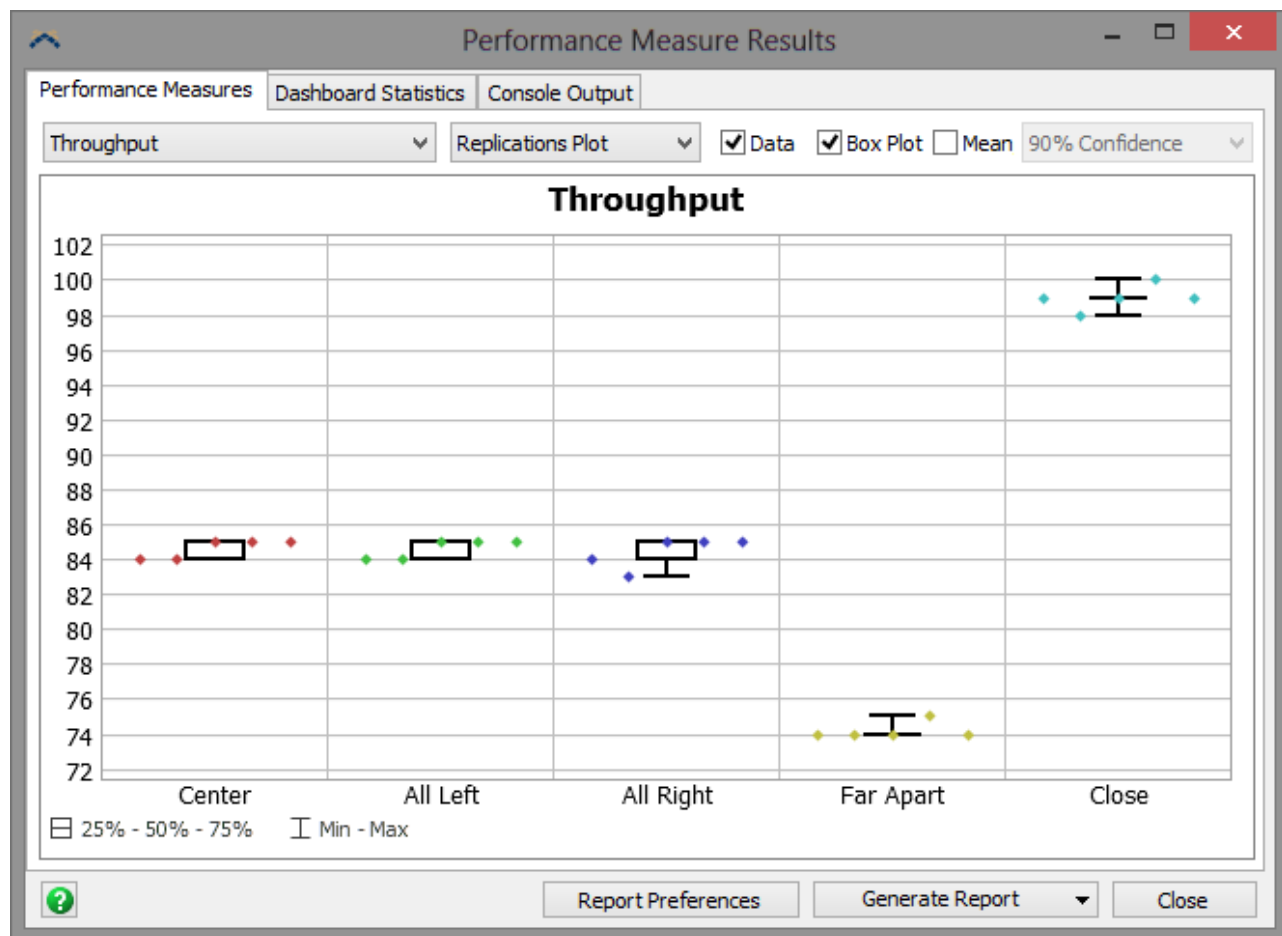 Performance Measure Results
Performance Measures Dashboard Statistics Console Output
Throughput Replications Plot Data Box Plot Mean 90% Confidence
Throughput
102
100
98
96
94
92
90
88
86
84
82
80
78
76
74
72
Center All Left All Right Far Apart Close
25% - 50% - 75% Min - Max
? Report Preferences Generate Report Close